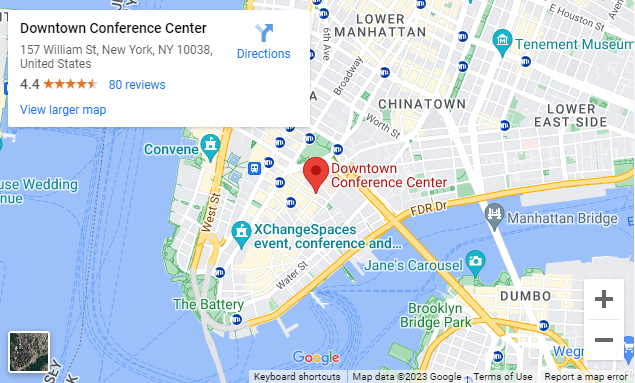 Downtown Conference Center
157 William St, New York, NY 10038,
United States
Directions
4.4
80 reviews
View larger map
LOWER
MANHATTAN
E Houston St
6th Ave
Broadway
Tenement Museum
CHINATOWN
Worth St
LOWER
EAST SIDE
A
Convene
Downtown
Conference Center
use Wedding
enue
West St
FDR Dr
Manhattan Bridge
XChangeSpaces
event, conference and...
Water St
Jane's Carousel
The Battery
DUMBO
Brooklyn
Bridge Park
Wegm
SEY
Google
Keyboard shortcuts
Map data ©2023 Google
Terms of Use
Report a map error